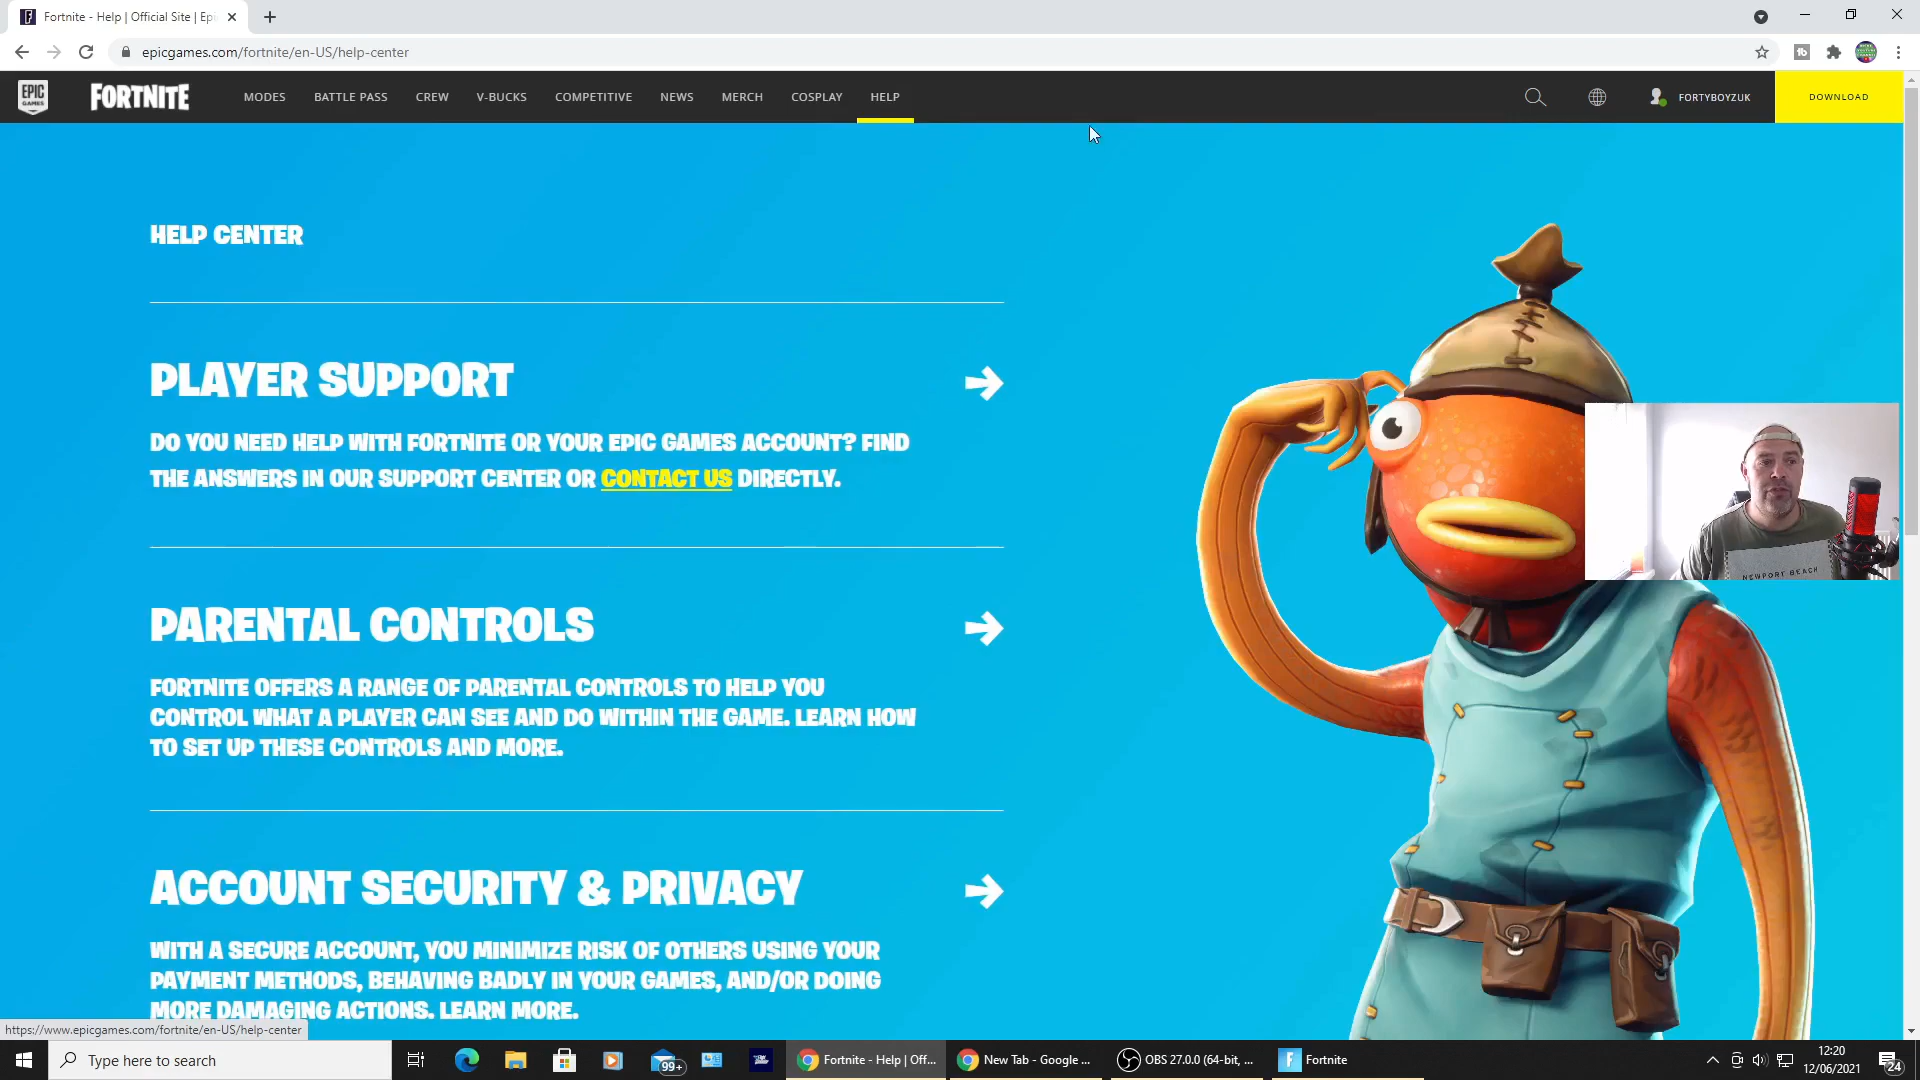 Fortnite - Help | Official Site | Epi
epicgames.com/fortnite/en-US/help-center
EPIC GAMES
FORTNITE
MODES
BATTLE PASS
CREW
V-BUCKS
COMPETITIVE
NEWS
MERCH
COSPLAY
HELP
FORTYBOYZUK
DOWNLOAD
HELP CENTER
PLAYER SUPPORT
DO YOU NEED HELP WITH FORTNITE OR YOUR EPIC GAMES ACCOUNT? FIND
THE ANSWERS IN OUR SUPPORT CENTER OR CONTACT US DIRECTLY.
NEWPORT BEACH
PARENTAL CONTROLS
FORTNITE OFFERS A RANGE OF PARENTAL CONTROLS TO HELP YOU
CONTROL WHAT A PLAYER CAN SEE AND DO WITHIN THE GAME. LEARN HOW
TO SET UP THESE CONTROLS AND MORE.
ACCOUNT SECURITY & PRIVACY
WITH A SECURE ACCOUNT, YOU MINIMIZE RISK OF OTHERS USING YOUR
PAYMENT METHODS, BEHAVING BADLY IN YOUR GAMES, AND/OR DOING
MORE DAMAGING ACTIONS. LEARN MORE.
https://www.epicgames.com/fortnite/en-US/help-center
Type here to search
99+
Fortnite - Help | Off...
New Tab - Google ...
OBS 27.0.0 (64-bit, ...
Fortnite
12:20
12/06/2021
24